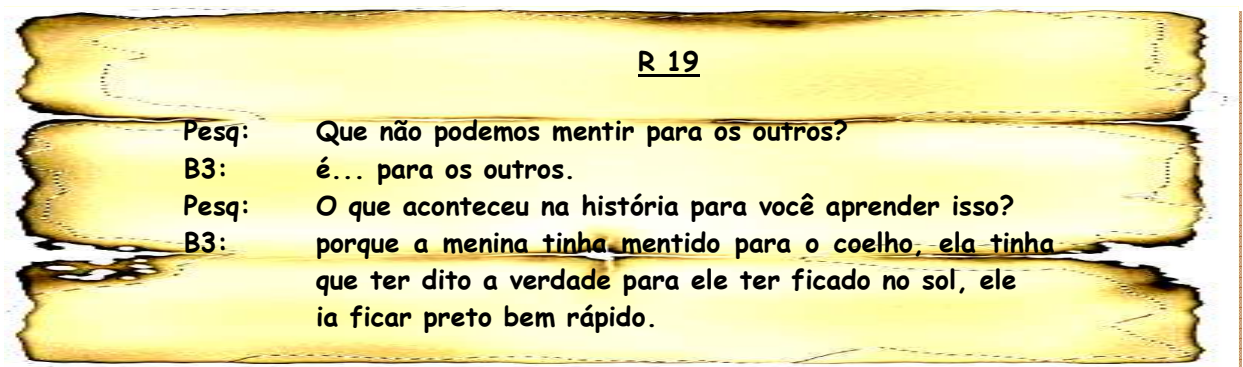 R 19
Pesq: Que não podemos mentir para os outros?
B3: é... para os outros.
Pesq: O que aconteceu na história para você aprender isso?
B3: porque a menina tinha mentido para o coelho, ela tinha
que ter dito a verdade para ele ter ficado no sol, ele
ia ficar preto bem rápido.